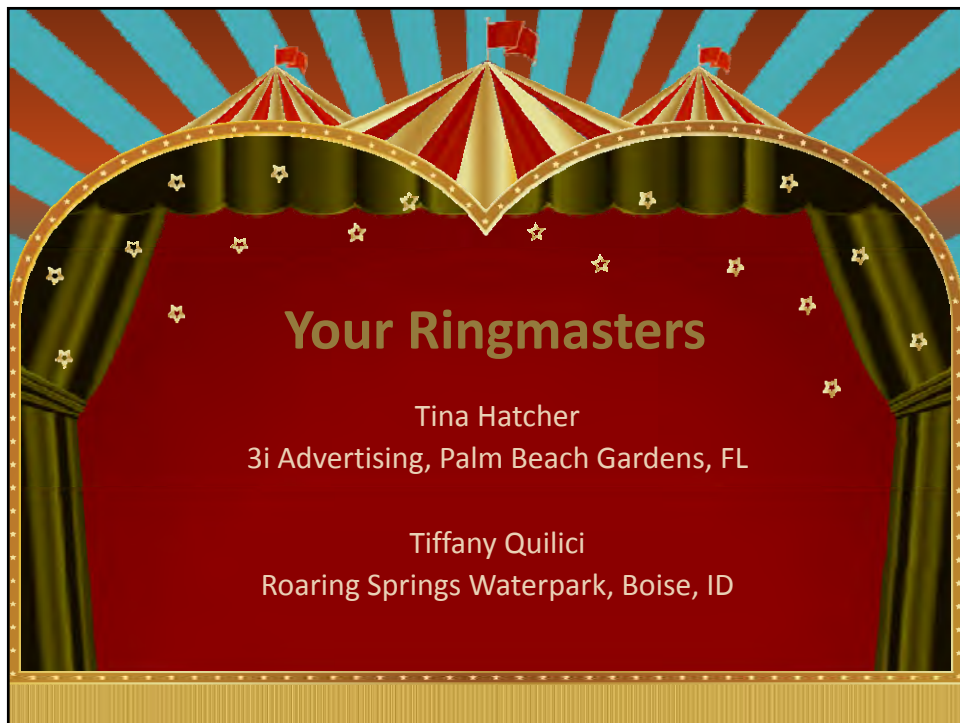 Your Ringmasters
Tina Hatcher
3i Advertising, Palm Beach Gardens, FL
Tiffany Quilici
Roaring Springs Waterpark, Boise, ID